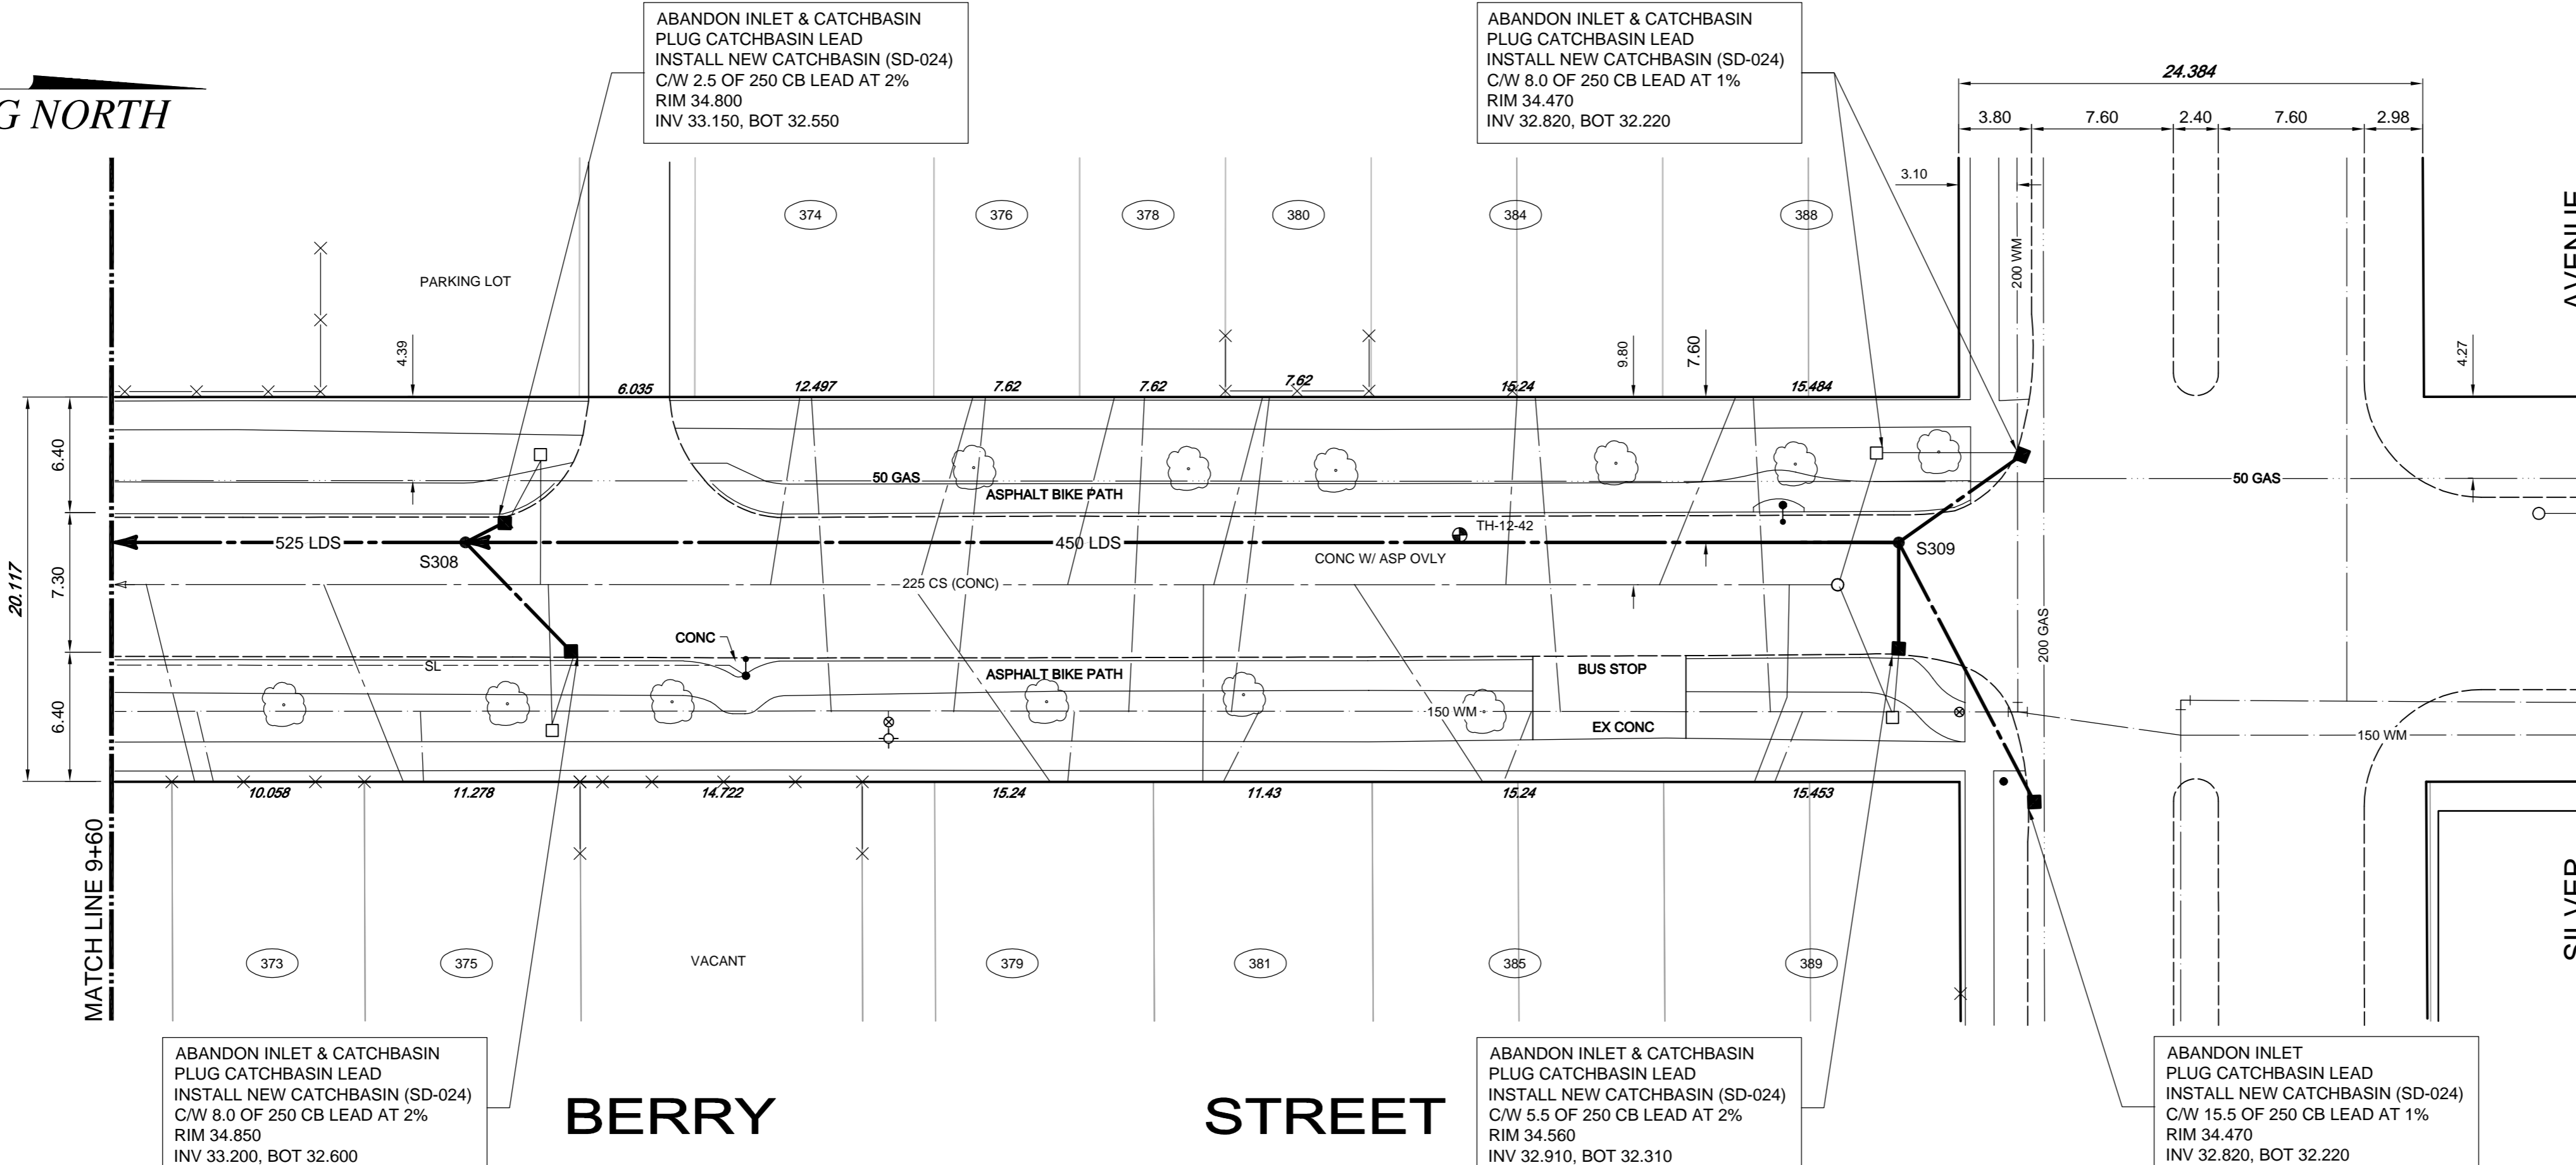 ABANDON INLET & CATCHBASIN
PLUG CATCHBASIN LEAD
INSTALL NEW CATCHBASIN (SD-024)
C/W 2.5 OF 250 CB LEAD AT 2%
RIM 34.800
INV 33.150, BOT 32.550
ABANDON INLET & CATCHBASIN
PLUG CATCHBASIN LEAD
INSTALL NEW CATCHBASIN (SD-024)
C/W 8.0 OF 250 CB LEAD AT 1%
RIM 34.470
INV 32.820, BOT 32.220
G NORTH
24.384
3.80 7.60 2.40 7.60 2.98
3.10
374 376 378 380 384 388
200 WM
AVENUE
PARKING LOT
4.39
9.80
7.60
4.27
6.035 12.497 7.62 7.62 7.62 15.24 15.484
6.40
50 GAS
ASPHALT BIKE PATH
50 GAS
TH-12-42
525 LDS
450 LDS
S308
S309
CONC W/ ASP OVLY
20.117
7.30
225 CS (CONC)
200 GAS
CONC
SL
ASPHALT BIKE PATH
BUS STOP
6.40
150 WM
EX CONC
150 WM
10.058 11.278 14.722 15.24 11.43 15.24 15.453
MATCH LINE 9+60
SILVER
373 375 VACANT 379 381 385 389
ABANDON INLET & CATCHBASIN
PLUG CATCHBASIN LEAD
INSTALL NEW CATCHBASIN (SD-024)
C/W 8.0 OF 250 CB LEAD AT 2%
RIM 34.850
INV 33.200, BOT 32.600
BERRY STREET
ABANDON INLET & CATCHBASIN
PLUG CATCHBASIN LEAD
INSTALL NEW CATCHBASIN (SD-024)
C/W 5.5 OF 250 CB LEAD AT 2%
RIM 34.560
INV 32.910, BOT 32.310
ABANDON INLET
PLUG CATCHBASIN LEAD
INSTALL NEW CATCHBASIN (SD-024)
C/W 15.5 OF 250 CB LEAD AT 1%
RIM 34.470
INV 32.820, BOT 32.220